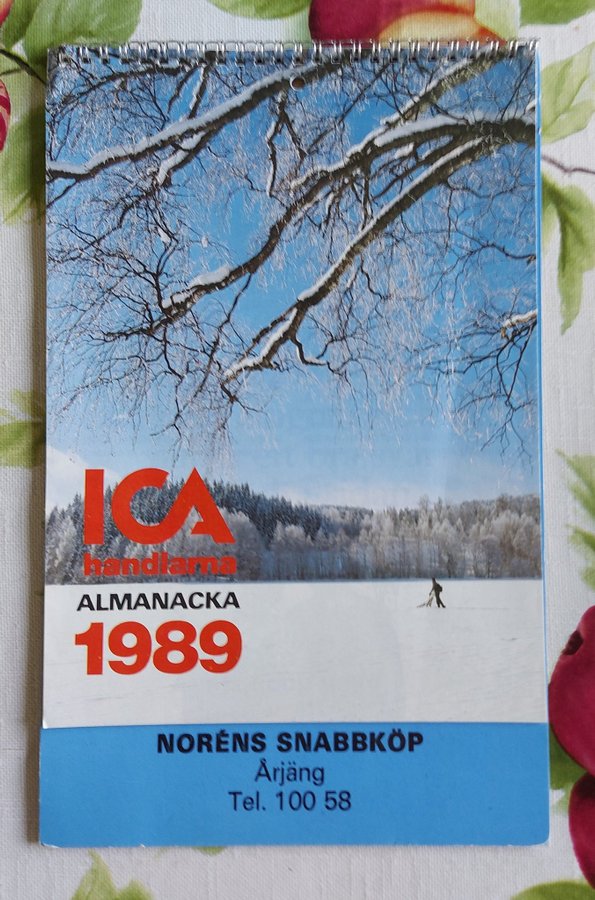 ICA
handlarna
ALMANACKA
1989
NORÉNS SNABBKÖP
Årjäng
Tel. 100 58